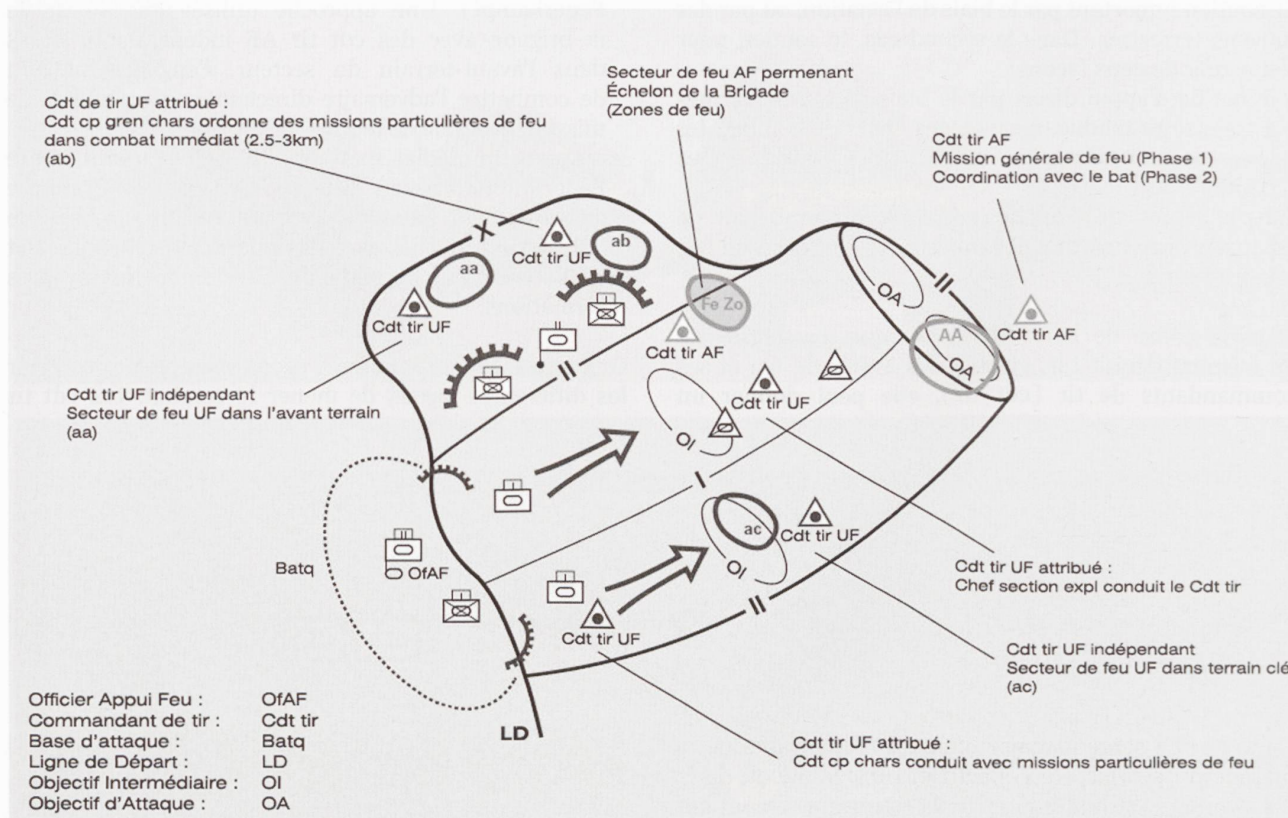 Cdt de tir UF attribué :
Cdt cp gren chars ordonne des missions particulières de feu
dans combat immédiat (2.5-3km)
(ab)
Secteur de feu AF permenant
Échelon de la Brigade
(Zones de feu)
Cdt tir AF
Mission générale de feu (Phase 1)
Coordination avec le bat (Phase 2)
X
ab
Cdt tir UF
aa
Cdt tir UF
Fe Zo
Cdt tir AF
OA
AA
Cdt tir AF
OA
Cdt tir UF indépendant
Secteur de feu UF dans l'avant terrain
(aa)
Cdt tir UF
OI
Batq
OfAF
ac
Cdt tir UF
OI
Cdt tir UF
Cdt tir UF attribué :
Chef section expl conduit le Cdt tir
Cdt tir UF indépendant
Secteur de feu UF dans terrain clé
(ac)
LD
Cdt tir UF attribué :
Cdt cp chars conduit avec missions particulières de feu
Officier Appui Feu : OfAF
Commandant de tir : Cdt tir
Base d'attaque : Batq
Ligne de Départ : LD
Objectif Intermédiaire : OI
Objectif d'Attaque : OA